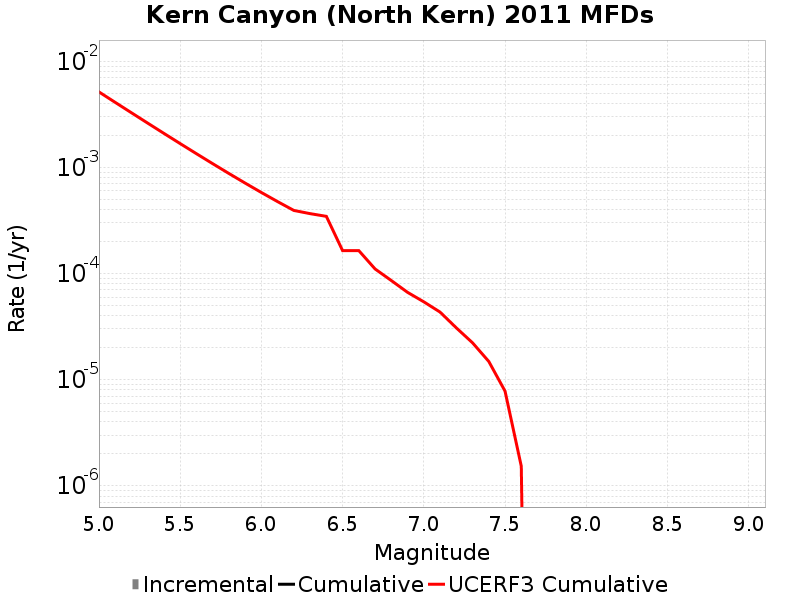 Kern Canyon (North Kern) 2011 MFDs
10-2
10-3
10-4
10-5
10-6
Rate (1/yr)
5.0 5.5 6.0 6.5 7.0 7.5 8.0 8.5 9.0
Magnitude
Incremental Cumulative UCERF3 Cumulative